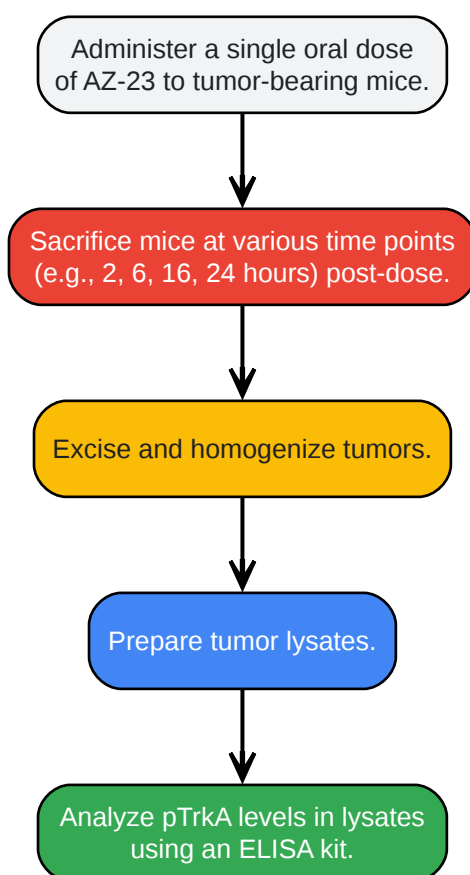 Administer a single oral dose
of AZ-23 to tumor-bearing mice.
Sacrifice mice at various time points
(e.g., 2, 6, 16, 24 hours) post-dose.
Excise and homogenize tumors.
Prepare tumor lysates.
Analyze pTrkA levels in lysates
using an ELISA kit.